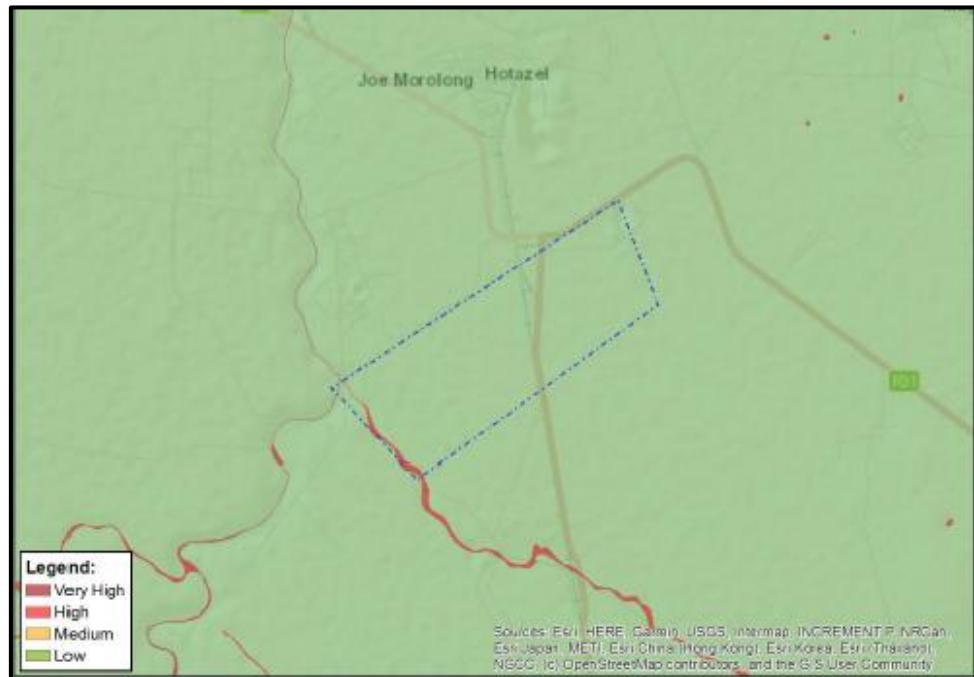 Joe Morolong
Hotazel
Legend:
Very High
High
Medium
Low
Sources: Esri, HERE, Garmin, USGS, Intermap, INCREMENT P, NRCan,
Esri Japan, METI, Esri China (Hong Kong), Esri Korea, Esri (Thailand),
NGCC, (c) OpenStreetMap contributors, and the GIS User Community